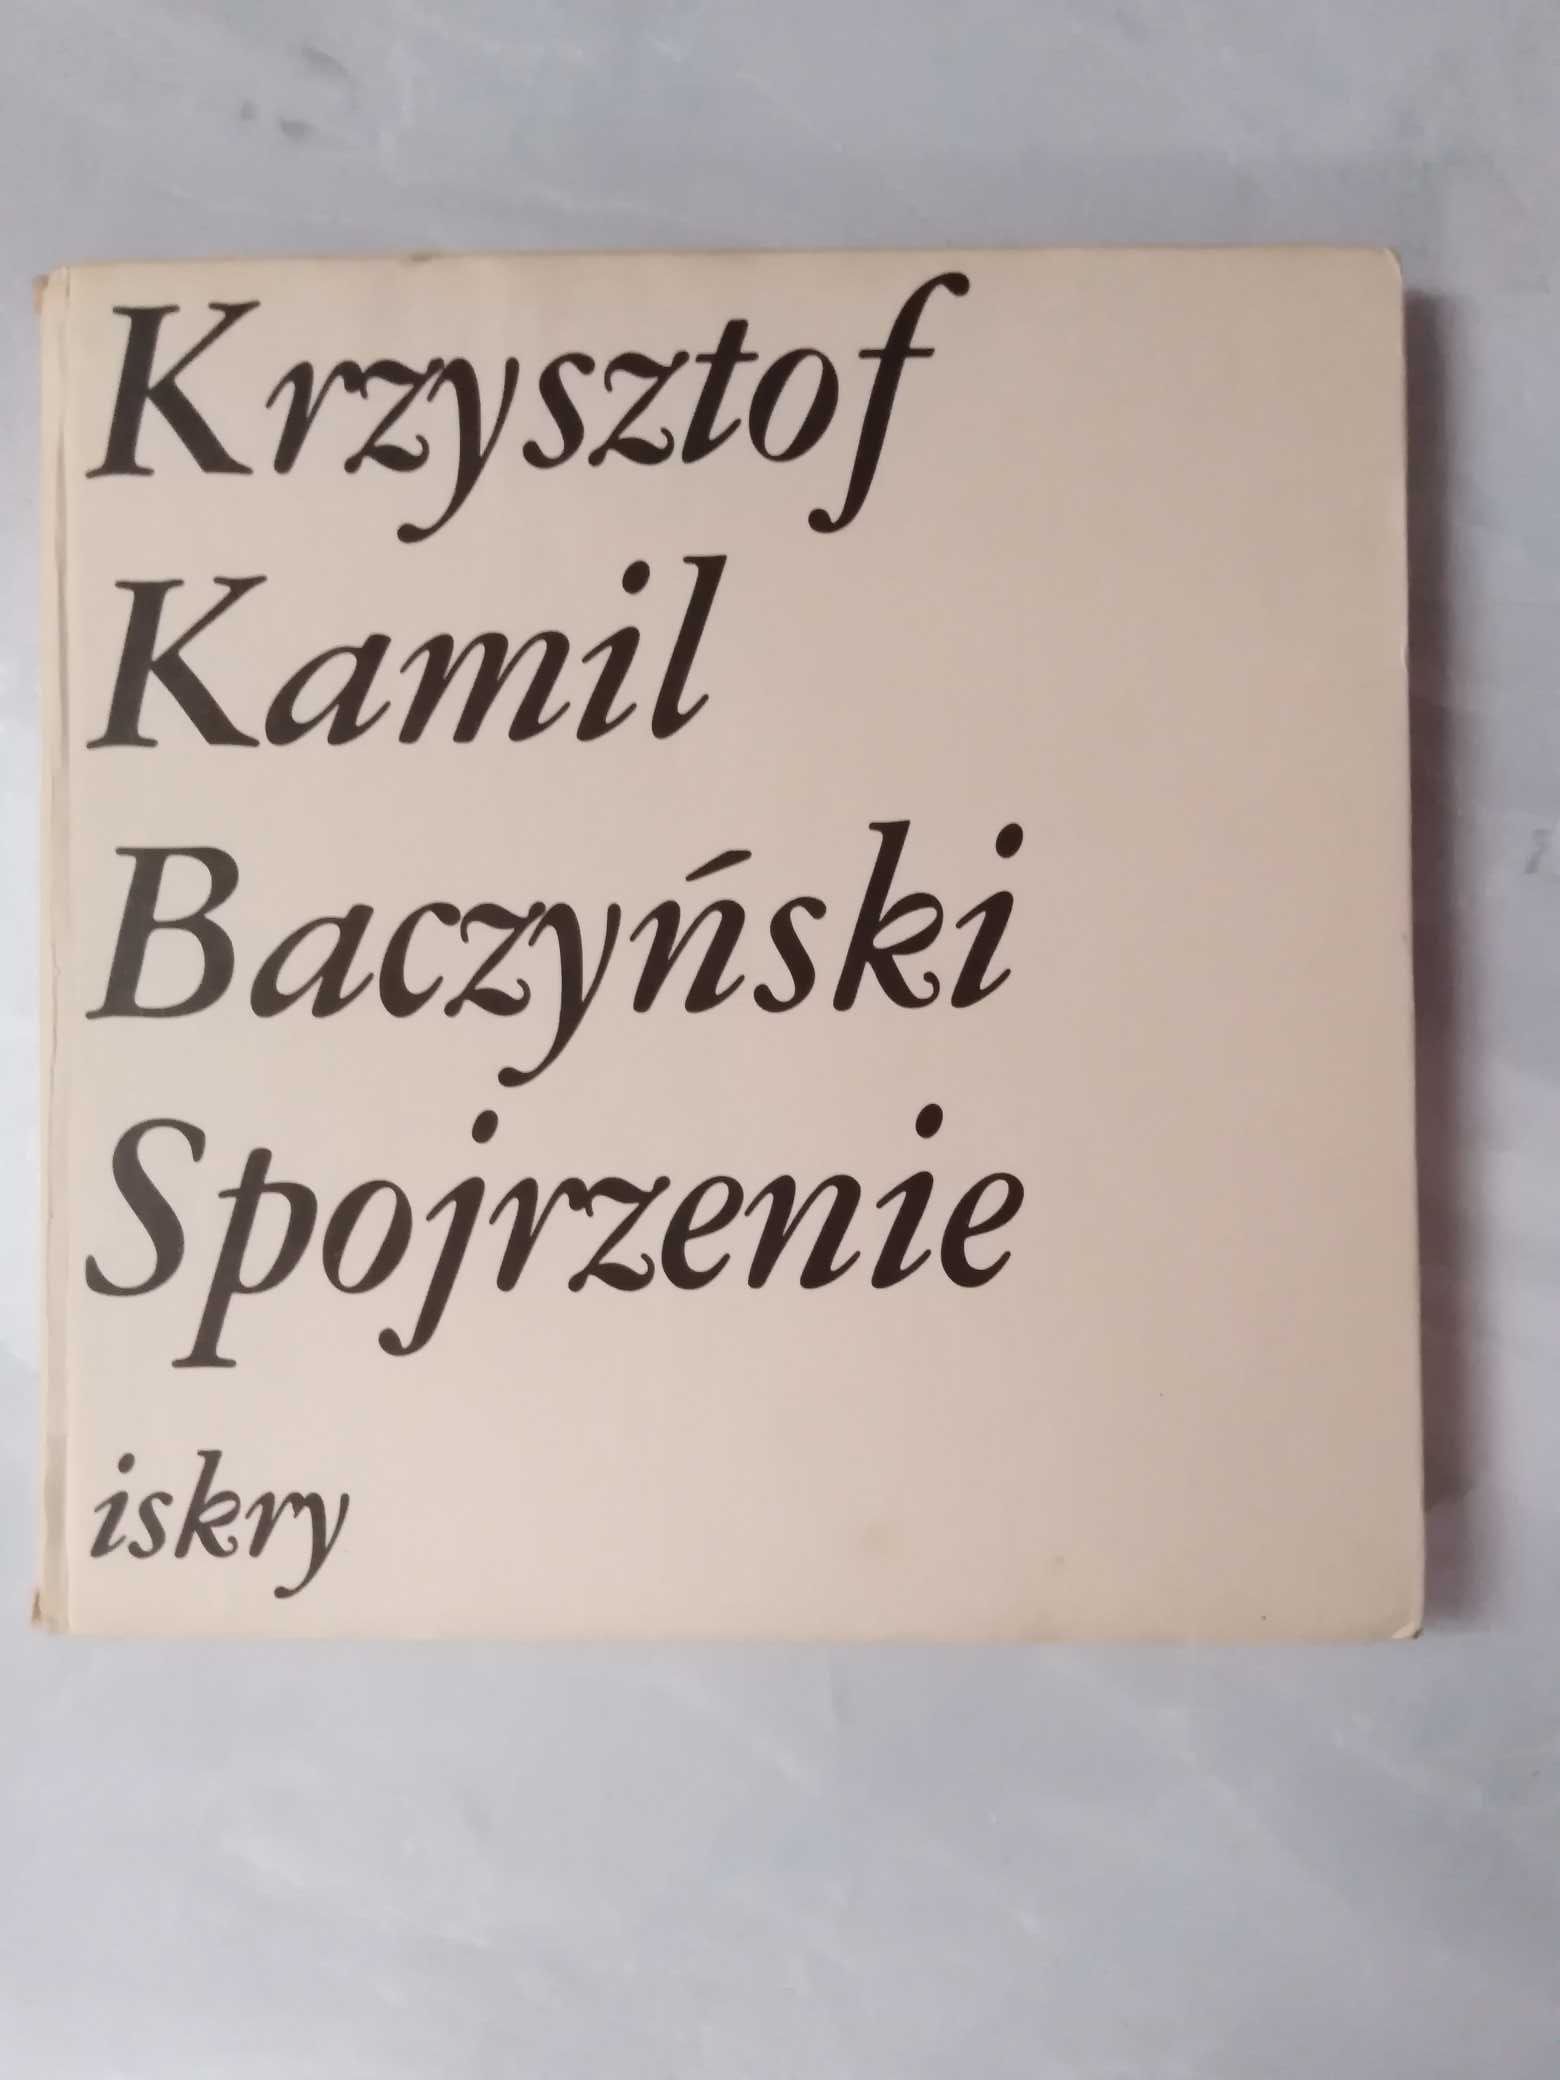 Krzysztof
Kamil
Baczyński
Spojrzenie
iskry